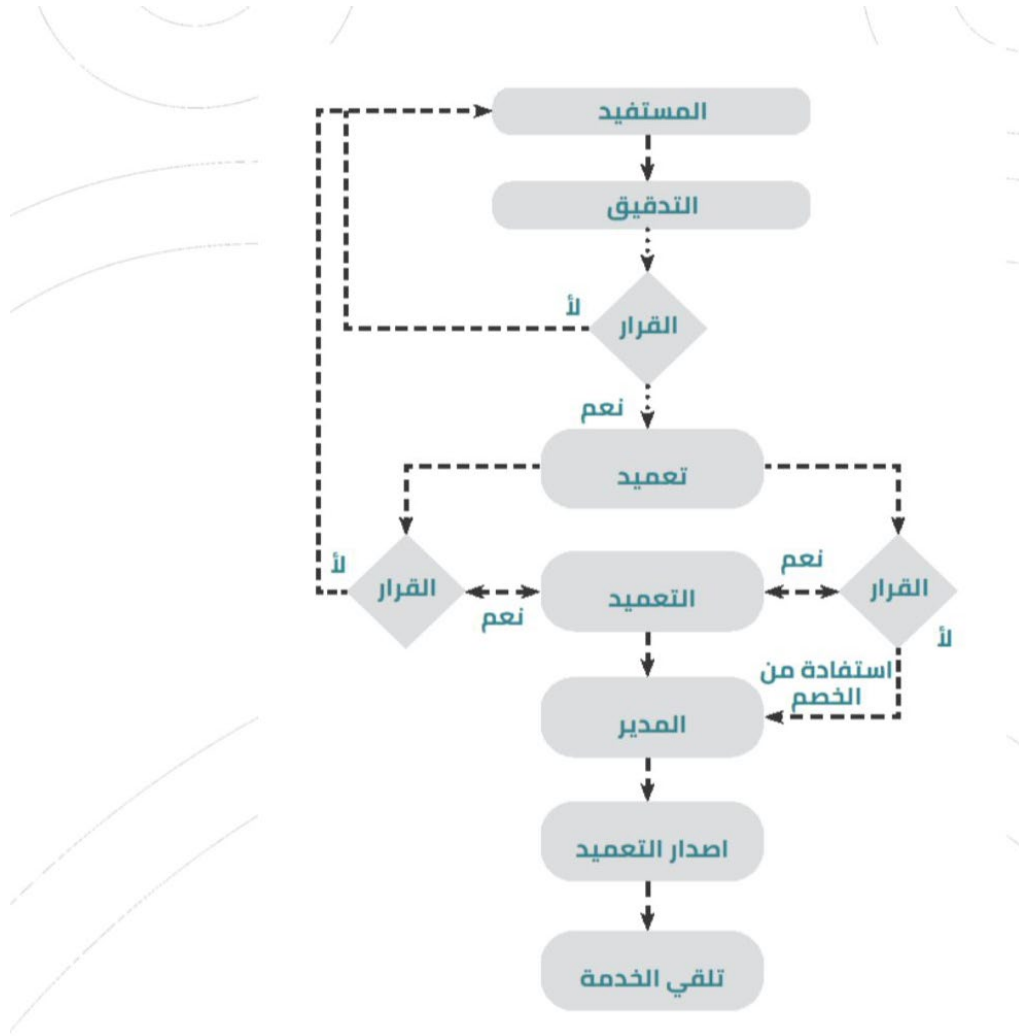 المستفيد
التدقيق
لأ
القرار
نعم
تعميد
نعم
القرار
التعميد
القرار
لأ
نعم
لأ
استفادة من
الخصم
المدير
اصدار التعميد
تلقي الخدمة